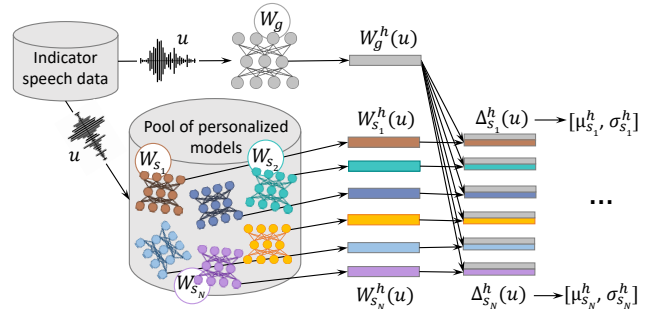 W_g
u
W_g^h(u)
Indicator
speech data
u
Pool of personalized
models
W_{s_1}
W_{s_2}
W_{s_N}
W_{s_1}^h(u)
Δ_{s_1}^h(u)
[μ_{s_1}^h, σ_{s_1}^h]
...
W_{s_N}^h(u)
Δ_{s_N}^h(u)
[μ_{s_N}^h, σ_{s_N}^h]